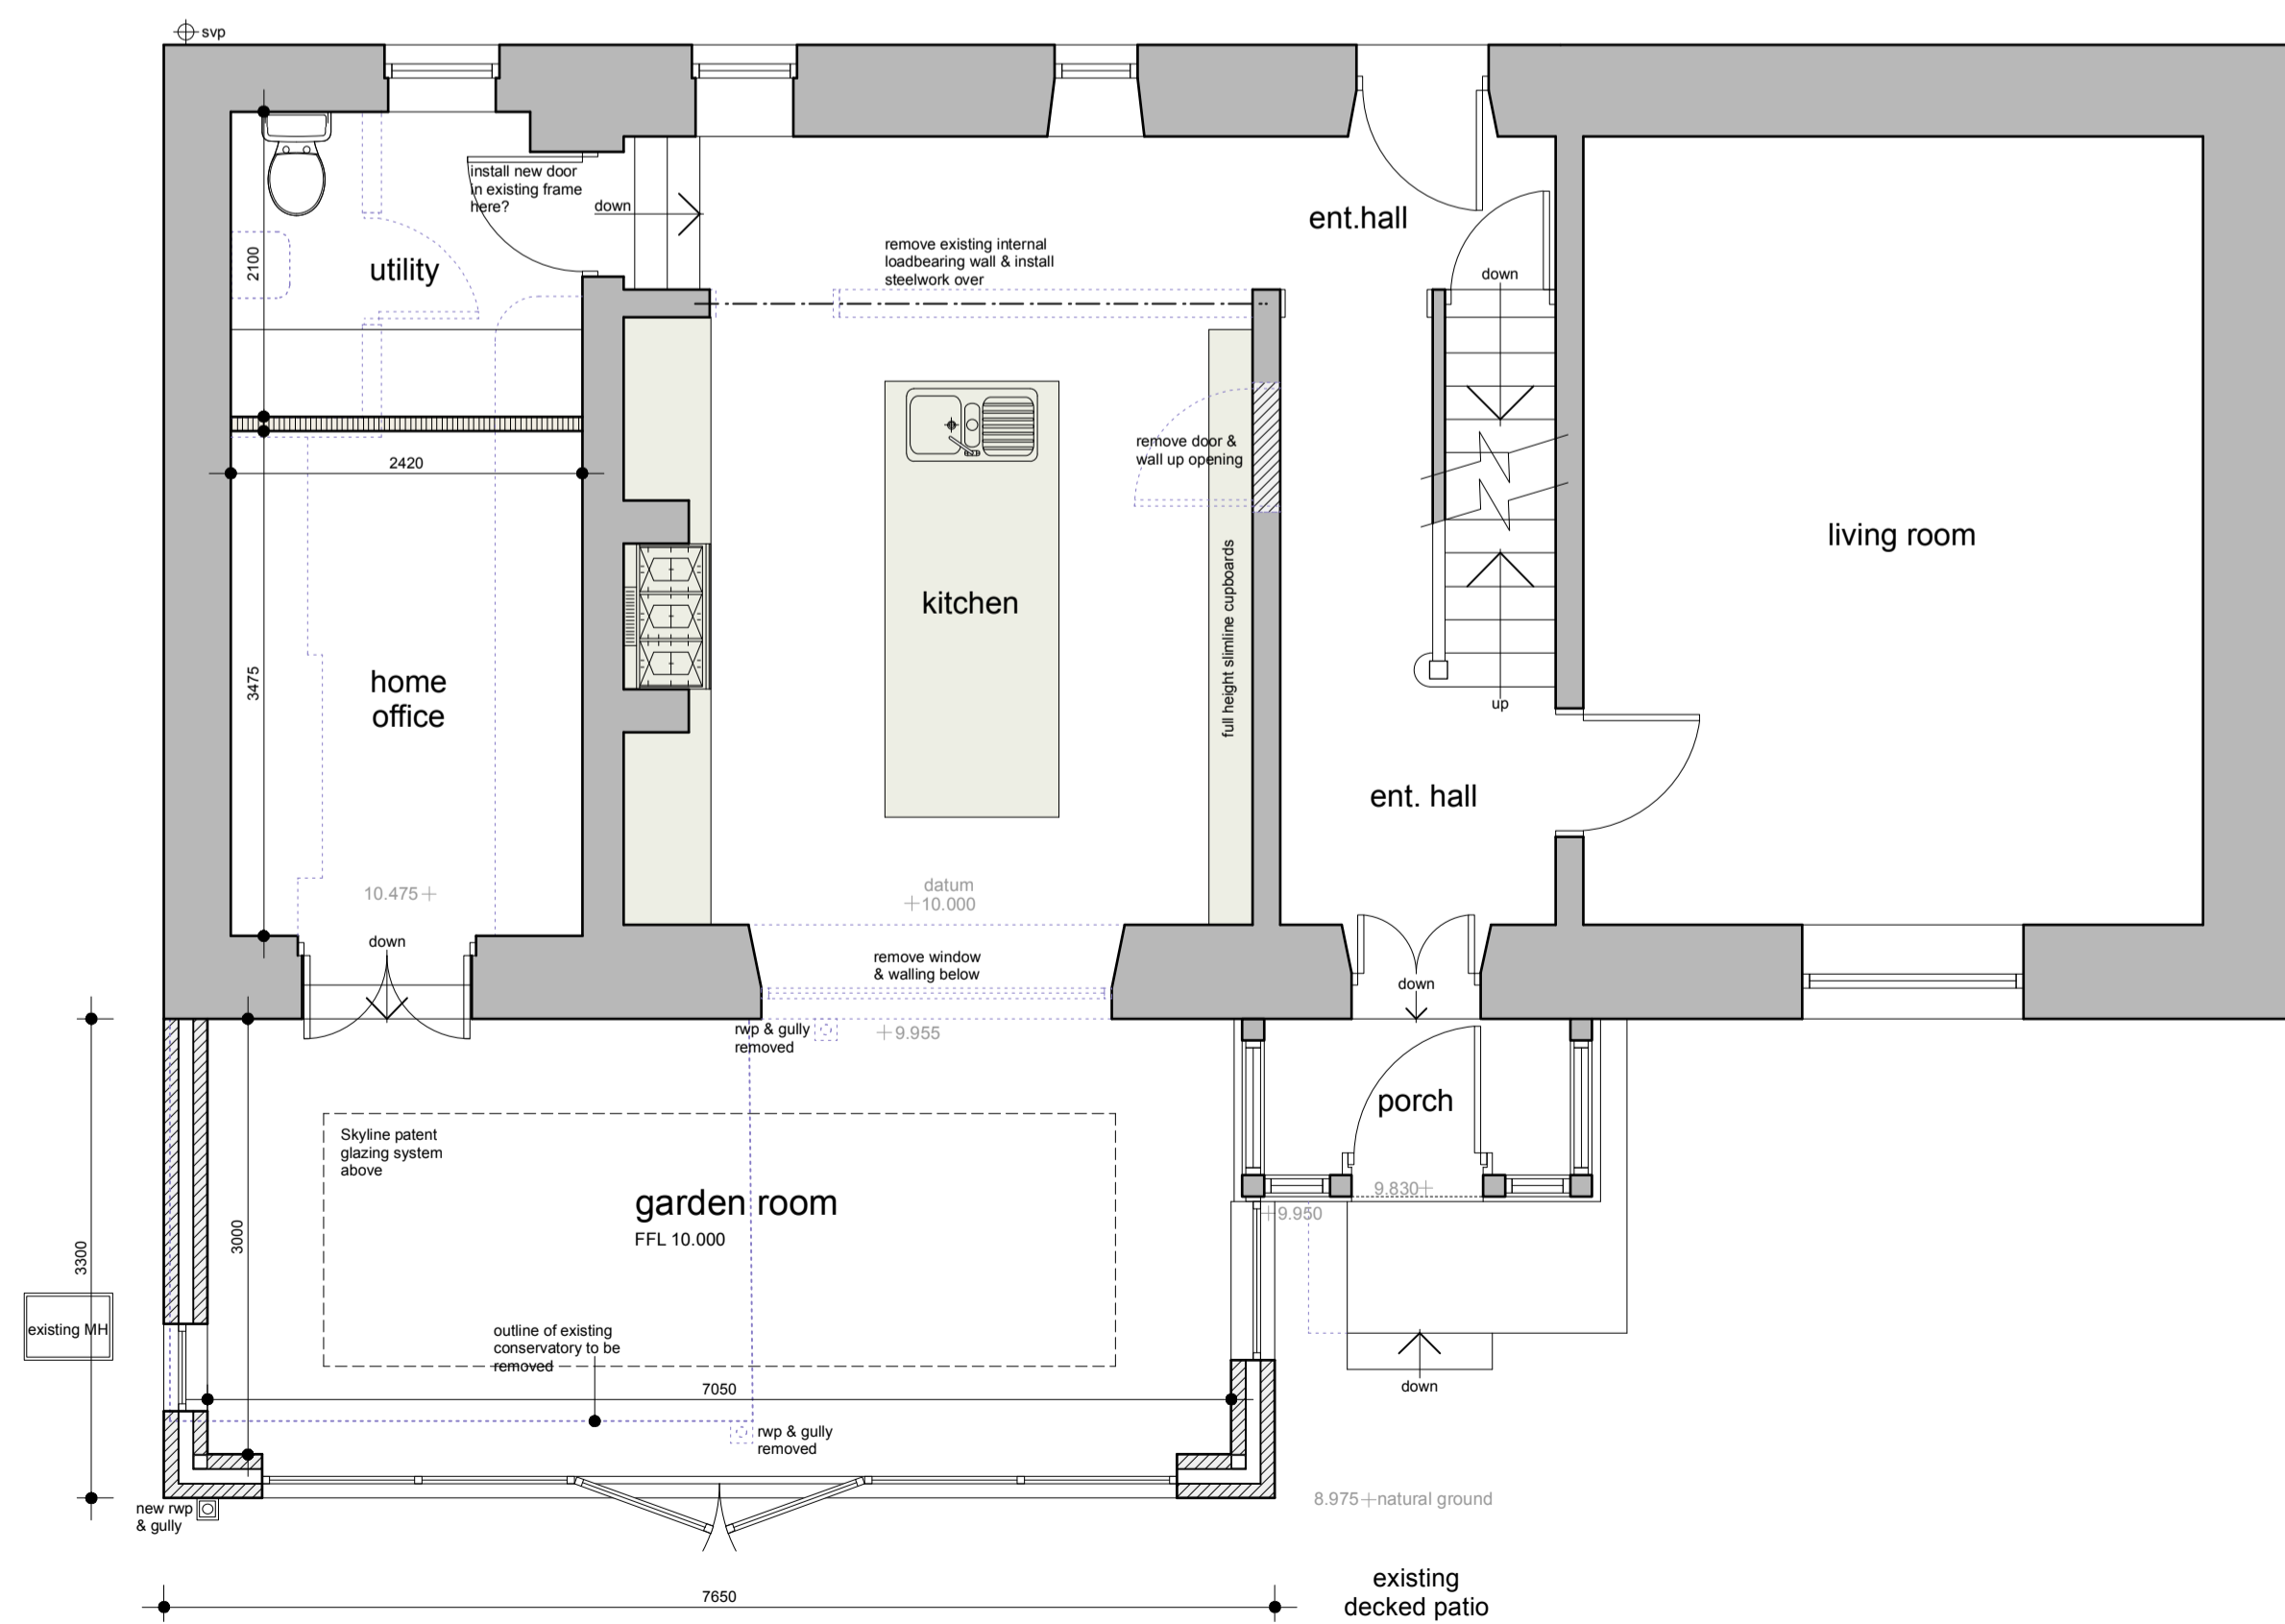 svp
install new door
in existing frame
here?
down
ent.hall
remove existing internal
loadbearing wall & install
steelwork over
2100
utility
down
2420
remove door &
wall up opening
living room
full height slimline cupboards
kitchen
3475
home
office
up
ent. hall
10.475
datum
10.000
down
remove window
& walling below
down
rwp & gully
removed
9.955
porch
Skyline patent
glazing system
above
9.830
9.950
garden room
FFL 10.000
3000
3300
existing MH
outline of existing
conservatory to be
removed
7050
down
rwp & gully
removed
new rwp
& gully
8.975
natural ground
existing
decked patio
7650